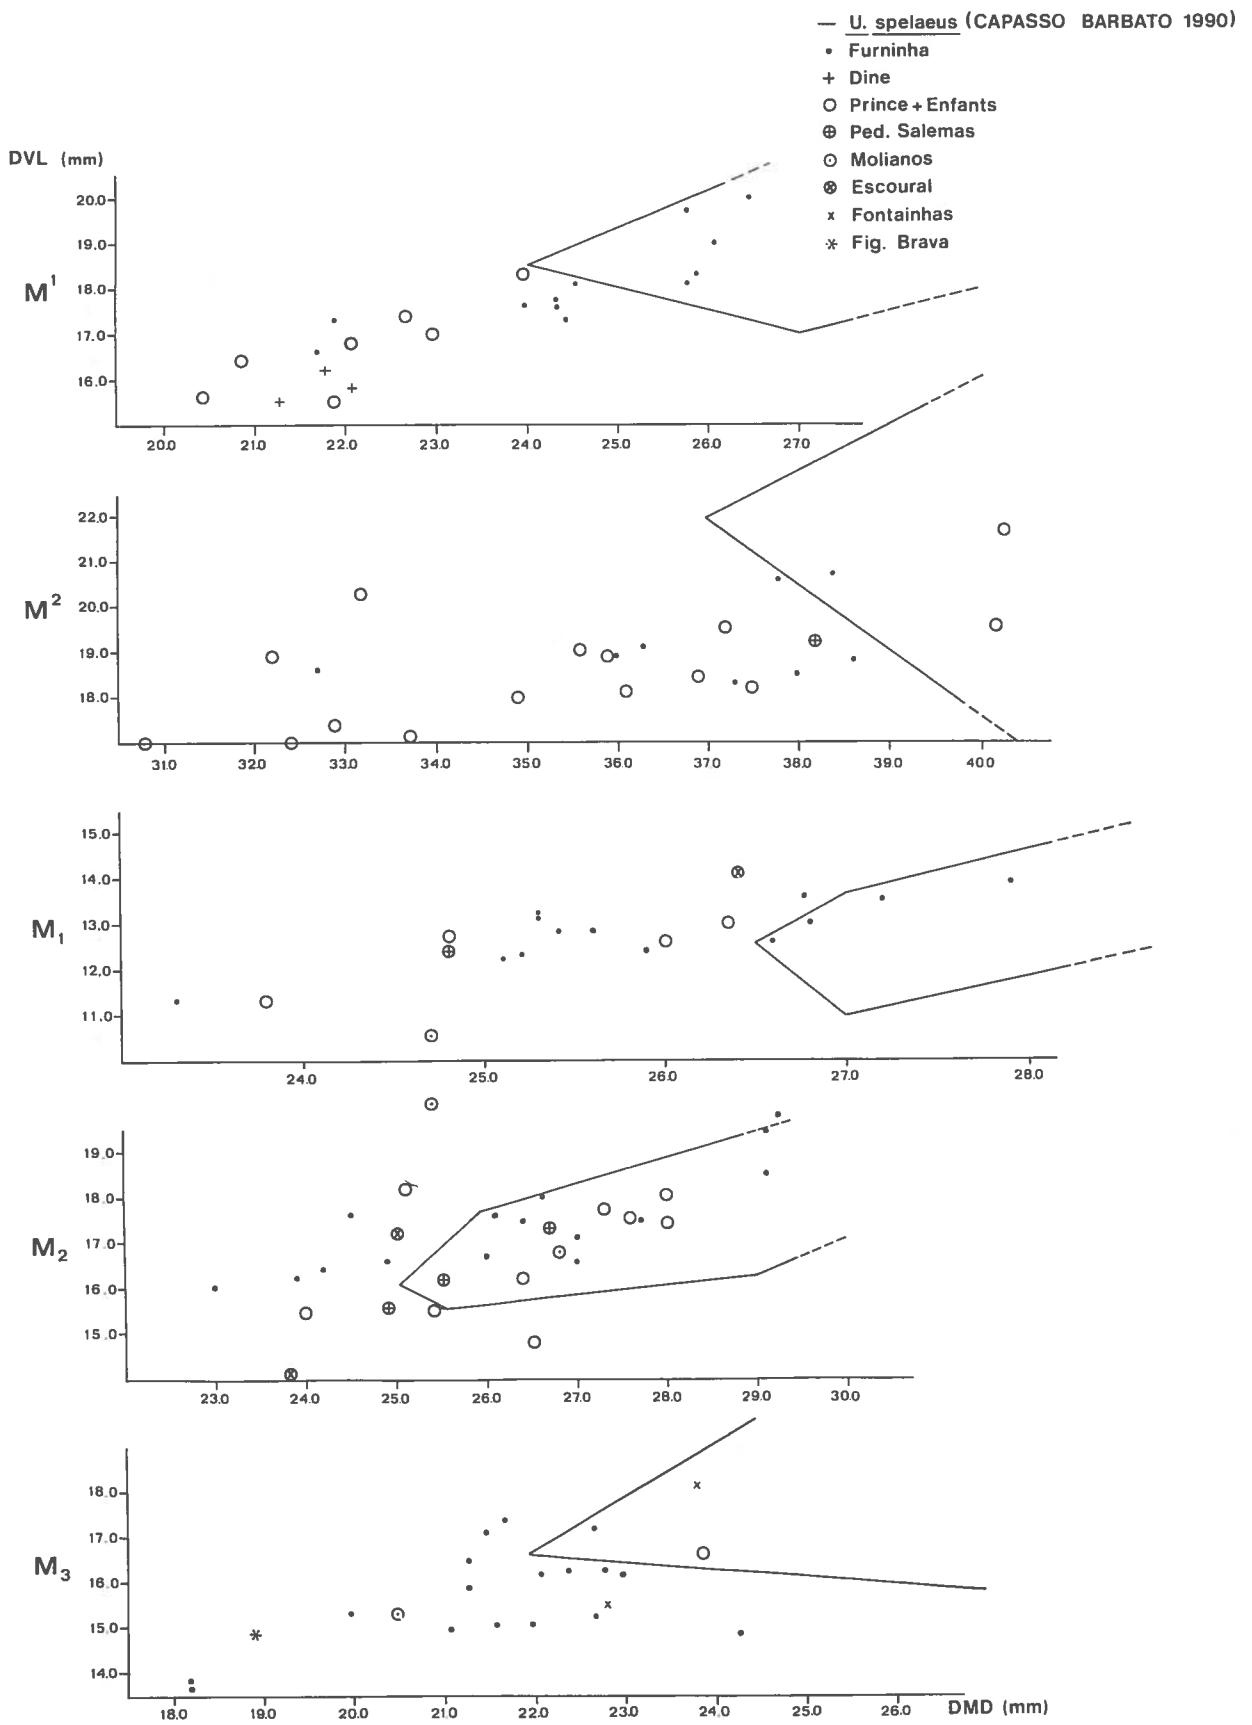 — U. spelaeus (CAPASSO BARBATO 1990)
• Furninha
+ Dine
○ Prince + Enfants
⊕ Ped. Salemas
⊙ Molianos
⊗ Escoural
x Fontainhas
* Fig. Brava
DVL (mm)
20.0
19.0
M¹
18.0
17.0
16.0
20.0 21.0 22.0 23.0 24.0 25.0 26.0 27.0
22.0
21.0
M² 20.0
19.0
18.0
31.0 32.0 33.0 34.0 35.0 36.0 37.0 38.0 39.0 40.0
15.0
14.0
M₁ 13.0
12.0
11.0
24.0 25.0 26.0 27.0 28.0
19.0
18.0
M₂ 17.0
16.0
15.0
23.0 24.0 25.0 26.0 27.0 28.0 29.0 30.0
18.0
17.0
M₃ 16.0
15.0
14.0
18.0 19.0 20.0 21.0 22.0 23.0 24.0 25.0 26.0 DMD (mm)